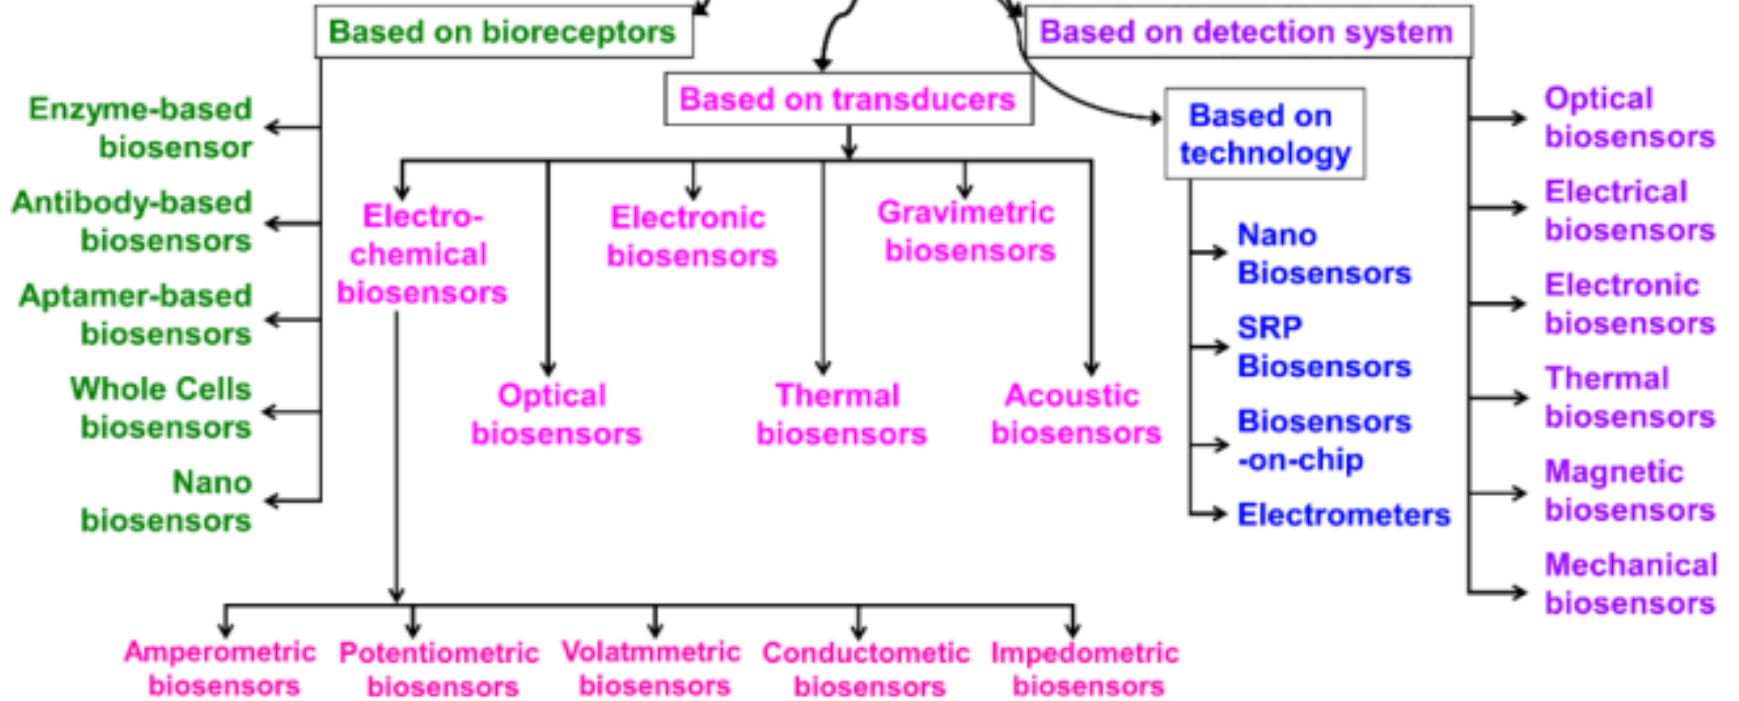 Based on bioreceptors
Enzyme-based
biosensor
Antibody-based
biosensors
Aptamer-based
biosensors
Whole Cells
biosensors
Nano
biosensors
Based on transducers
Electro-
chemical
biosensors
Optical
biosensors
Electronic
biosensors
Thermal
biosensors
Gravimetric
biosensors
Acoustic
biosensors
Amperometric
biosensors
Potentiometric
biosensors
Volatmmetric
biosensors
Conductometic
biosensors
Impedometric
biosensors
Based on
technology
Nano
Biosensors
SRP
Biosensors
Biosensors
-on-chip
Electrometers
Based on detection system
Optical
biosensors
Electrical
biosensors
Electronic
biosensors
Thermal
biosensors
Magnetic
biosensors
Mechanical
biosensors